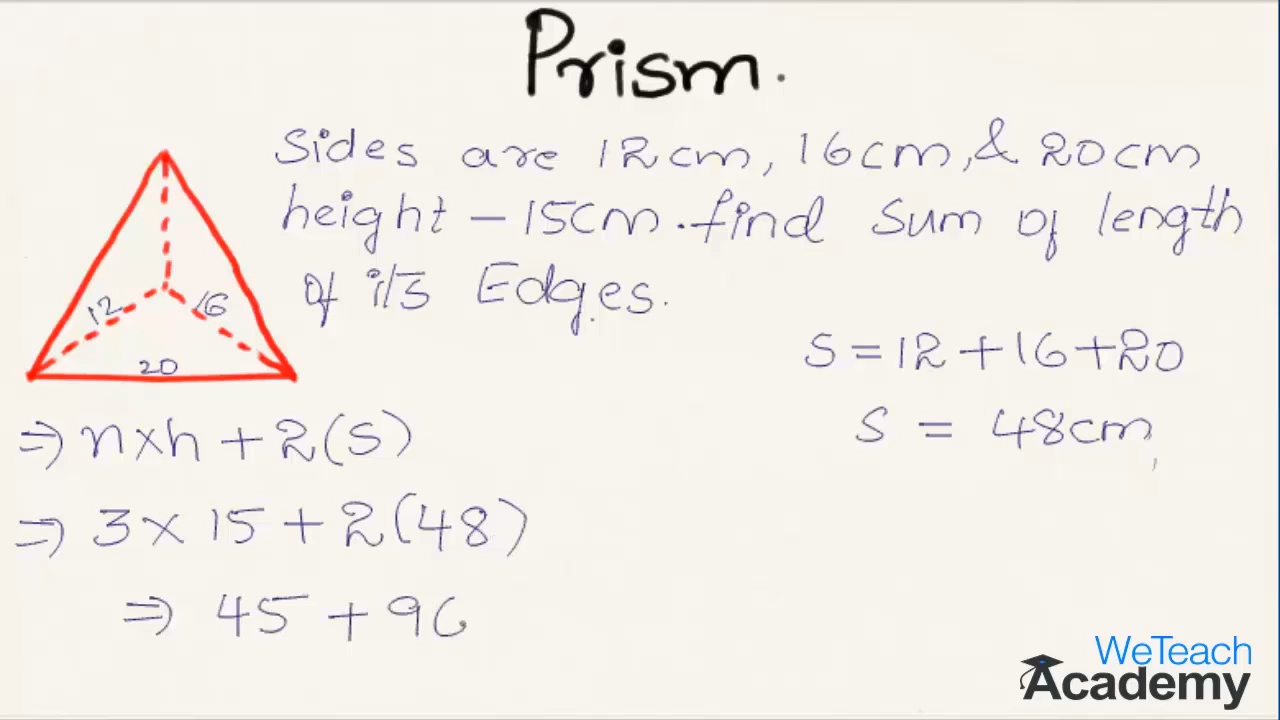 Prism.
Sides are 12cm, 16cm, & 20cm
height - 15cm. find sum of length
of its Edges.
12
16
20
S = 12 + 16 + 20
S = 48cm
⇒ n×h + 2(S)
⇒ 3 × 15 + 2(48)
⇒ 45 + 96
WeTeach
Academy